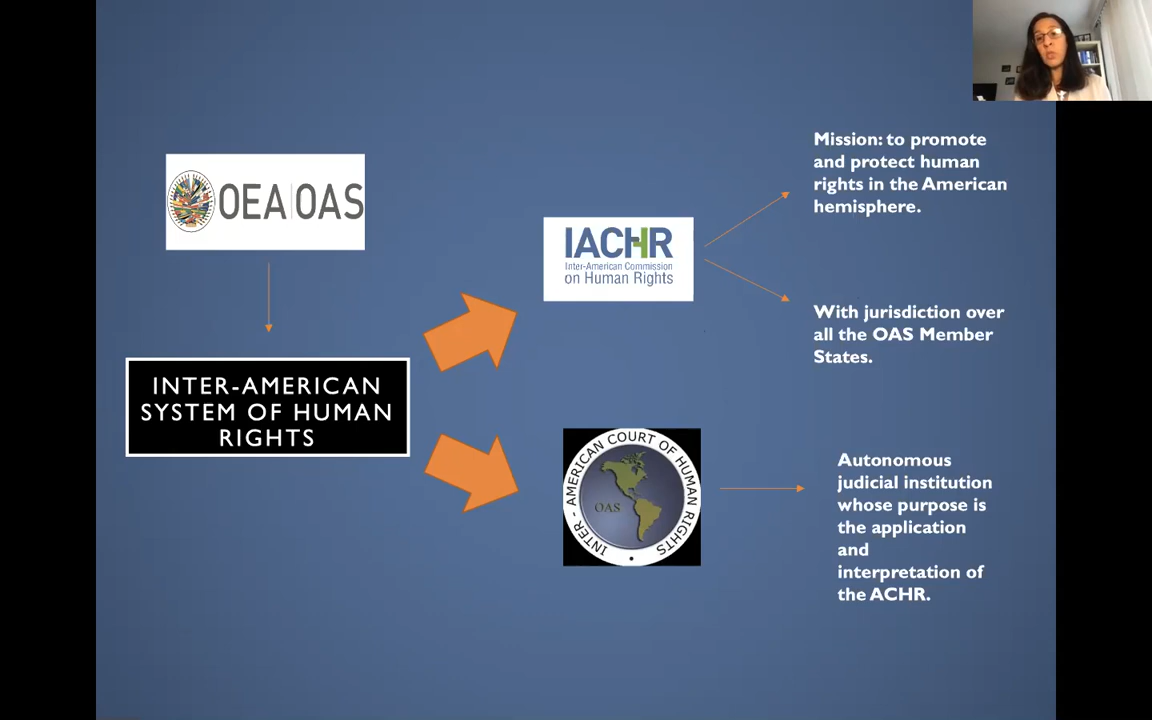 OEA|OAS
INTER-AMERICAN
SYSTEM OF HUMAN
RIGHTS
IACHR
Inter-American Commission
on Human Rights
Mission: to promote
and protect human
rights in the American
hemisphere.
With jurisdiction over
all the OAS Member
States.
INTER - AMERICAN COURT OF HUMAN RIGHTS
OAS
Autonomous
judicial institution
whose purpose is
the application
and
interpretation of
the ACHR.